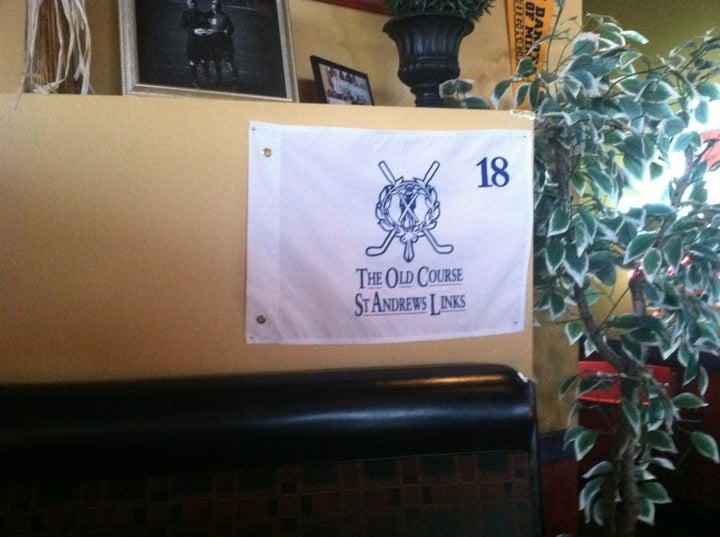 18
THE OLD COURSE
ST ANDREWS LINKS